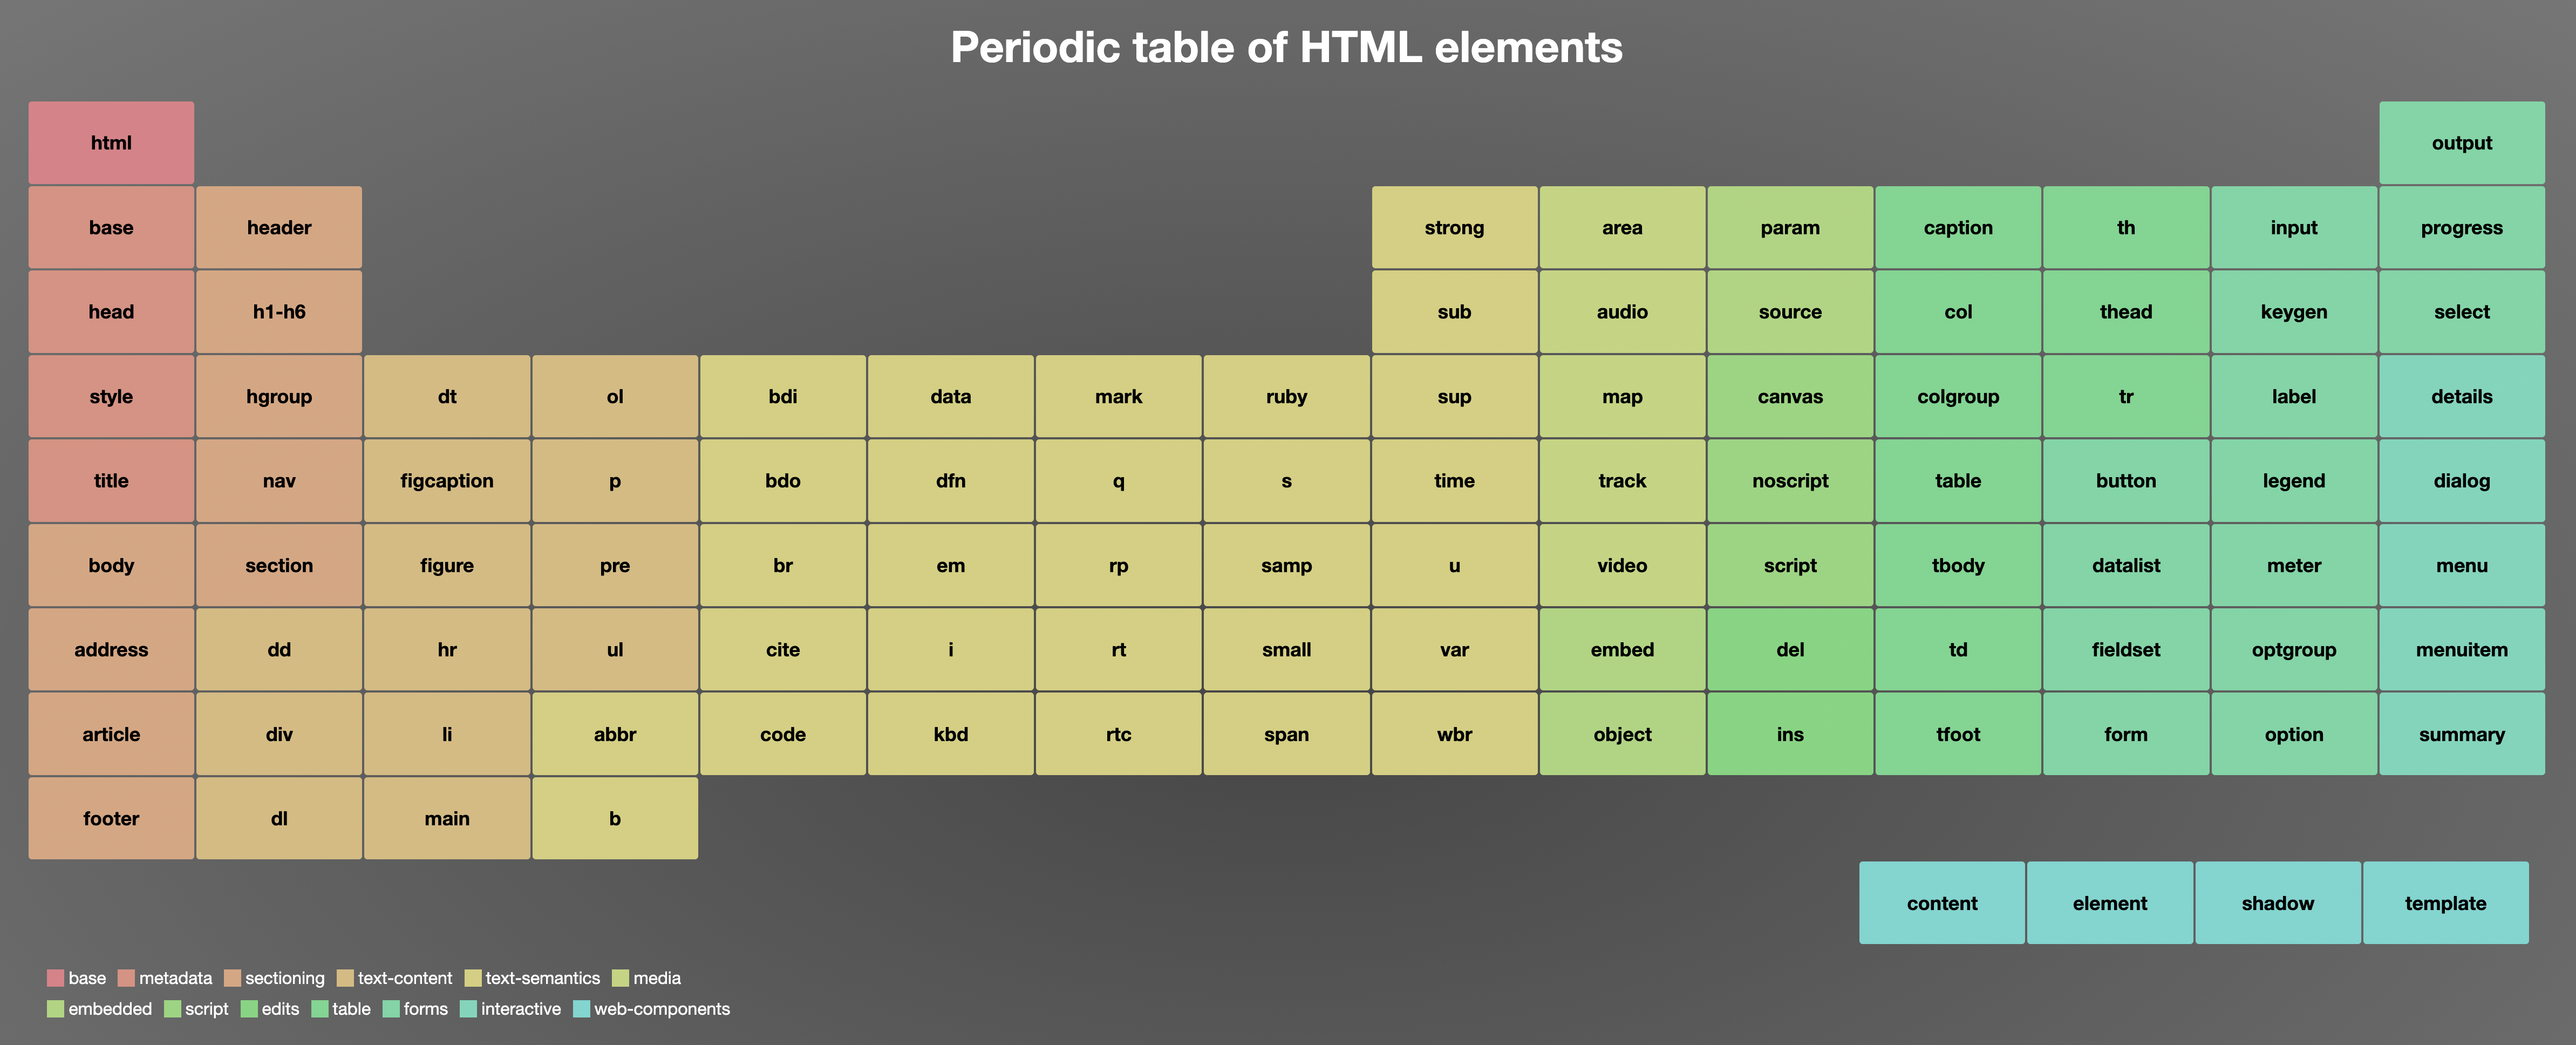 Periodic table of HTML elements
html output
base header strong area param caption th input progress
head h1-h6 sub audio source col thead keygen select
style hgroup dt ol bdi data mark ruby sup map canvas colgroup tr label details
title nav figcaption p bdo dfn q s time track noscript table button legend dialog
body section figure pre br em rp samp u video script tbody datalist meter menu
address dd hr ul cite i rt small var embed del td fieldset optgroup menuitem
article div li abbr code kbd rtc span wbr object ins tfoot form option summary
footer dl main b
content element shadow template
base metadata sectioning text-content text-semantics media
embedded script edits table forms interactive web-components